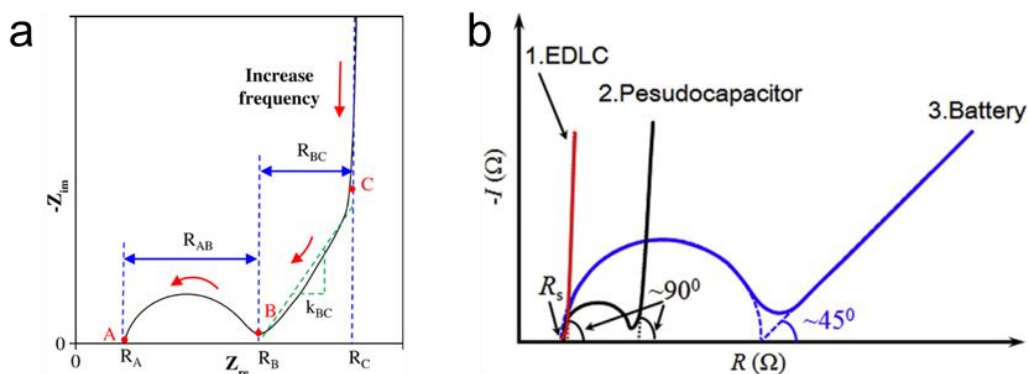 a
Increase
frequency
R_BC
C
-Z_im
R_AB
B
k_BC
A
0
0
R_A
Z_re
R_B
R_C
b
1.EDLC
2.Pesudocapacitor
3.Battery
-I (Ω)
R_s
~90⁰
~45⁰
R (Ω)